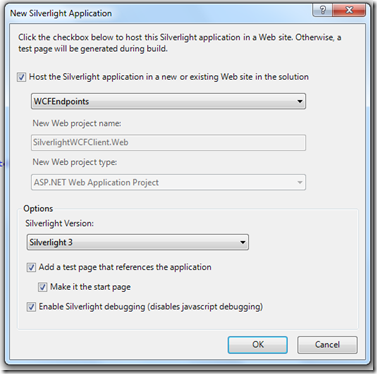 New Silverlight Application
Click the checkbox below to host this Silverlight application in a Web site. Otherwise, a
test page will be generated during build.
Host the Silverlight application in a new or existing Web site in the solution
WCFEndpoints
New Web project name:
SilverlightWCFClient.Web
New Web project type:
ASP.NET Web Application Project
Options
Silverlight Version:
Silverlight 3
Add a test page that references the application
Make it the start page
Enable Silverlight debugging (disables javascript debugging)
OK Cancel